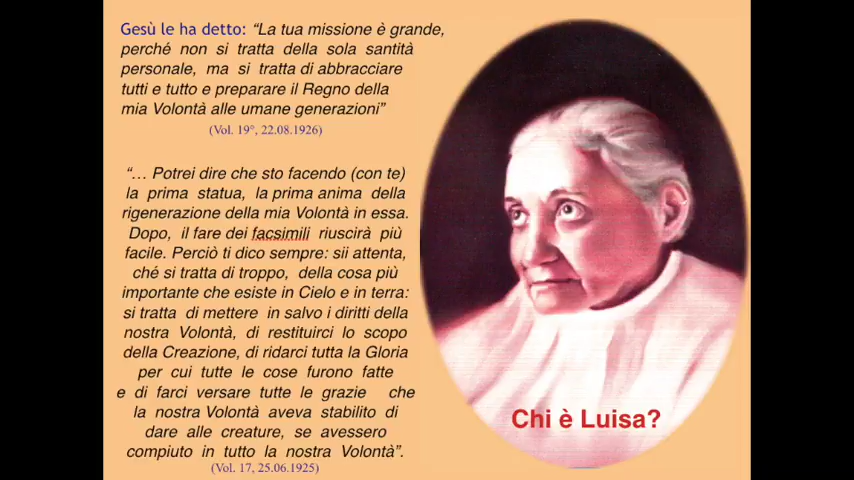 Gesù le ha detto: “La tua missione è grande,
perché non si tratta della sola santità
personale, ma si tratta di abbracciare
tutti e tutto e preparare il Regno della
mia Volontà alle umane generazioni”
(Vol. 19°, 22.08.1926)
“… Potrei dire che sto facendo (con te)
la prima statua, la prima anima della
rigenerazione della mia Volontà in essa.
Dopo, il fare dei facsimili riuscirà più
facile. Perciò ti dico sempre: sii attenta,
ché si tratta di troppo, della cosa più
importante che esiste in Cielo e in terra:
si tratta di mettere in salvo i diritti della
nostra Volontà, di restituirci lo scopo
della Creazione, di ridarci tutta la Gloria
per cui tutte le cose furono fatte
e di farci versare tutte le grazie che
la nostra Volontà aveva stabilito di
dare alle creature, se avessero
compiuto in tutto la nostra Volontà”.
(Vol. 17, 25.06.1925)
Chi è Luisa?